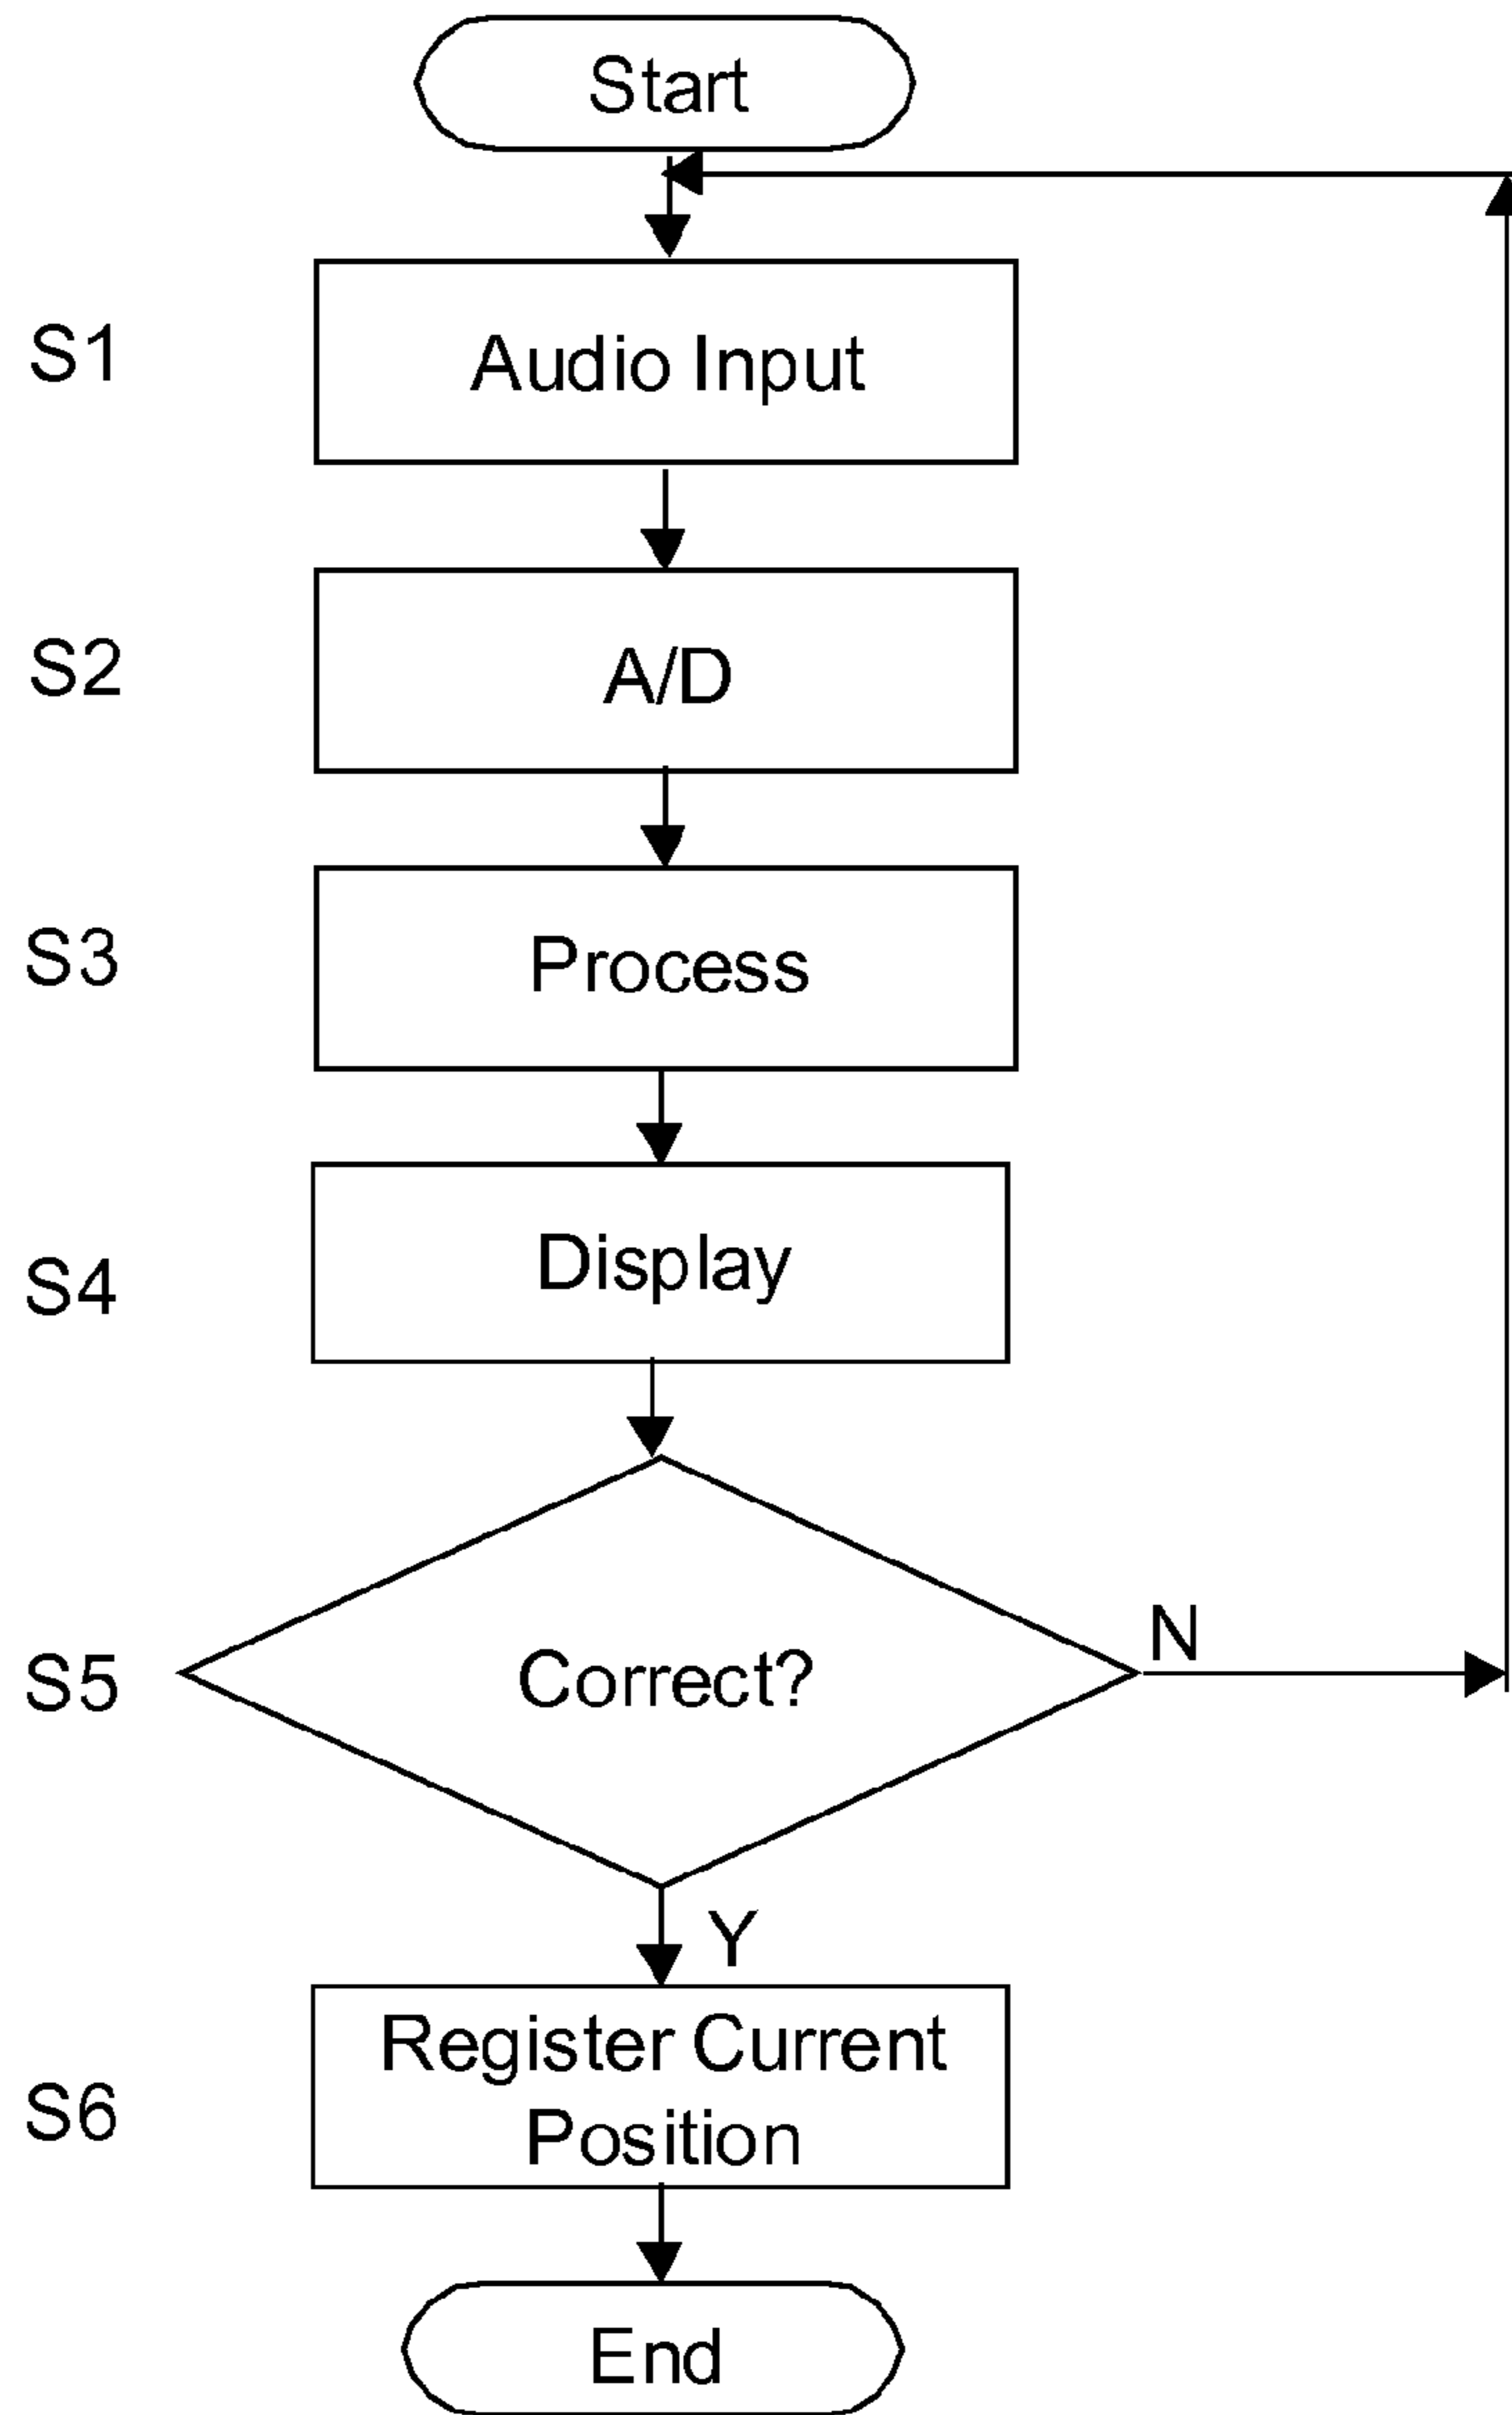 Start
S1
Audio Input
S2
A/D
S3
Process
S4
Display
S5
Correct?
N
Y
S6
Register Current
Position
End